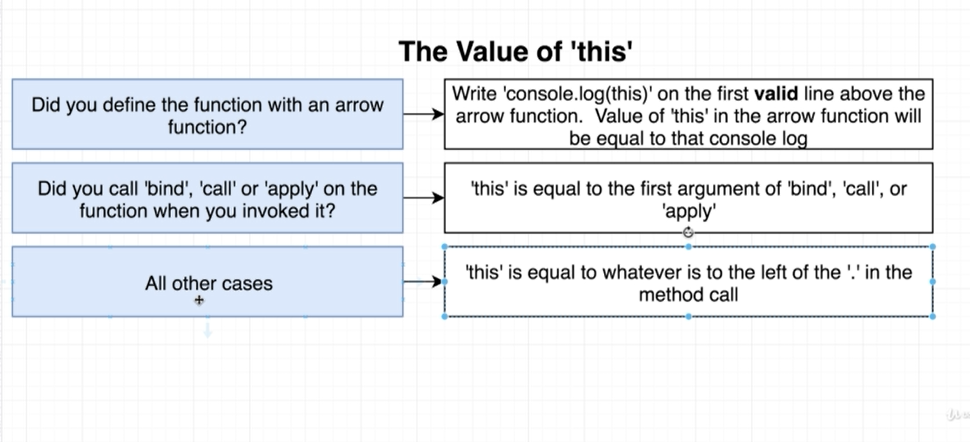 The Value of 'this'
Did you define the function with an arrow
function?
Write 'console.log(this)' on the first valid line above the
arrow function.  Value of 'this' in the arrow function will
be equal to that console log
Did you call 'bind', 'call' or 'apply' on the
function when you invoked it?
'this' is equal to the first argument of 'bind', 'call', or
'apply'
All other cases
'this' is equal to whatever is to the left of the '.' in the
method call